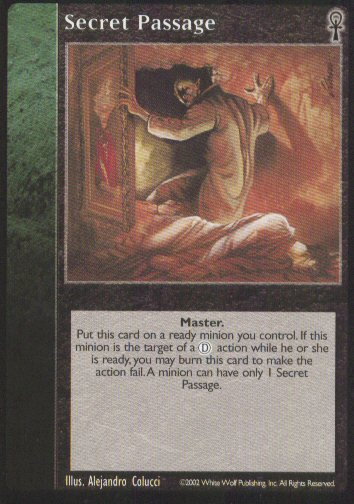 Secret Passage
Master.
Put this card on a ready minion you control. If this
minion is the target of a Ⓓ action while he or she
is ready, you may burn this card to make the
action fail. A minion can have only 1 Secret
Passage.
Illus. Alejandro Colucci ©2002 White Wolf Publishing, Inc. All Rights Reserved.